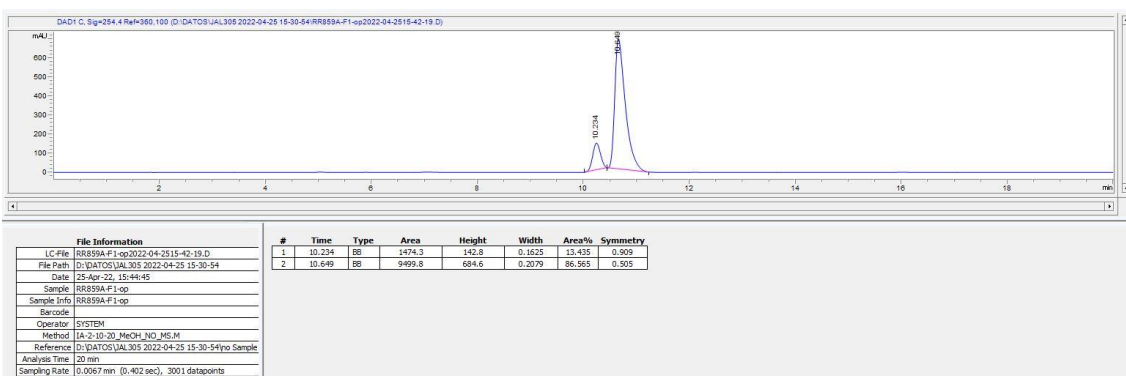 DAD1 C, Sig=254,4 Ref=360,100 (D:\DATOS\JAL305 2022-04-25 15-30-54\RR859A-F1-op2022-04-2515-42-19.D)
mAU
600
500
400
300
200
100
0
10.234
10.649
2 4 6 8 10 12 14 16 18 min
File Information
LC-File RR859A-F1-op2022-04-2515-42-19.D
File Path D:\DATOS\JAL305 2022-04-25 15-30-54
Date 25-Apr-22, 15:44:45
Sample RR859A-F1-op
Sample Info RR859A-F1-op
Barcode
Operator SYSTEM
Method IA-2-10-20_MeOH_NO_MS.M
Reference D:\DATOS\JAL305 2022-04-25 15-30-54\no Sample
Analysis Time 20 min
Sampling Rate 0.0067 min (0.402 sec), 3001 datapoints
# Time Type Area Height Width Area% Symmetry
1 10.234 BB 1474.3 142.8 0.1625 13.435 0.909
2 10.649 BB 9499.8 684.6 0.2079 86.565 0.505